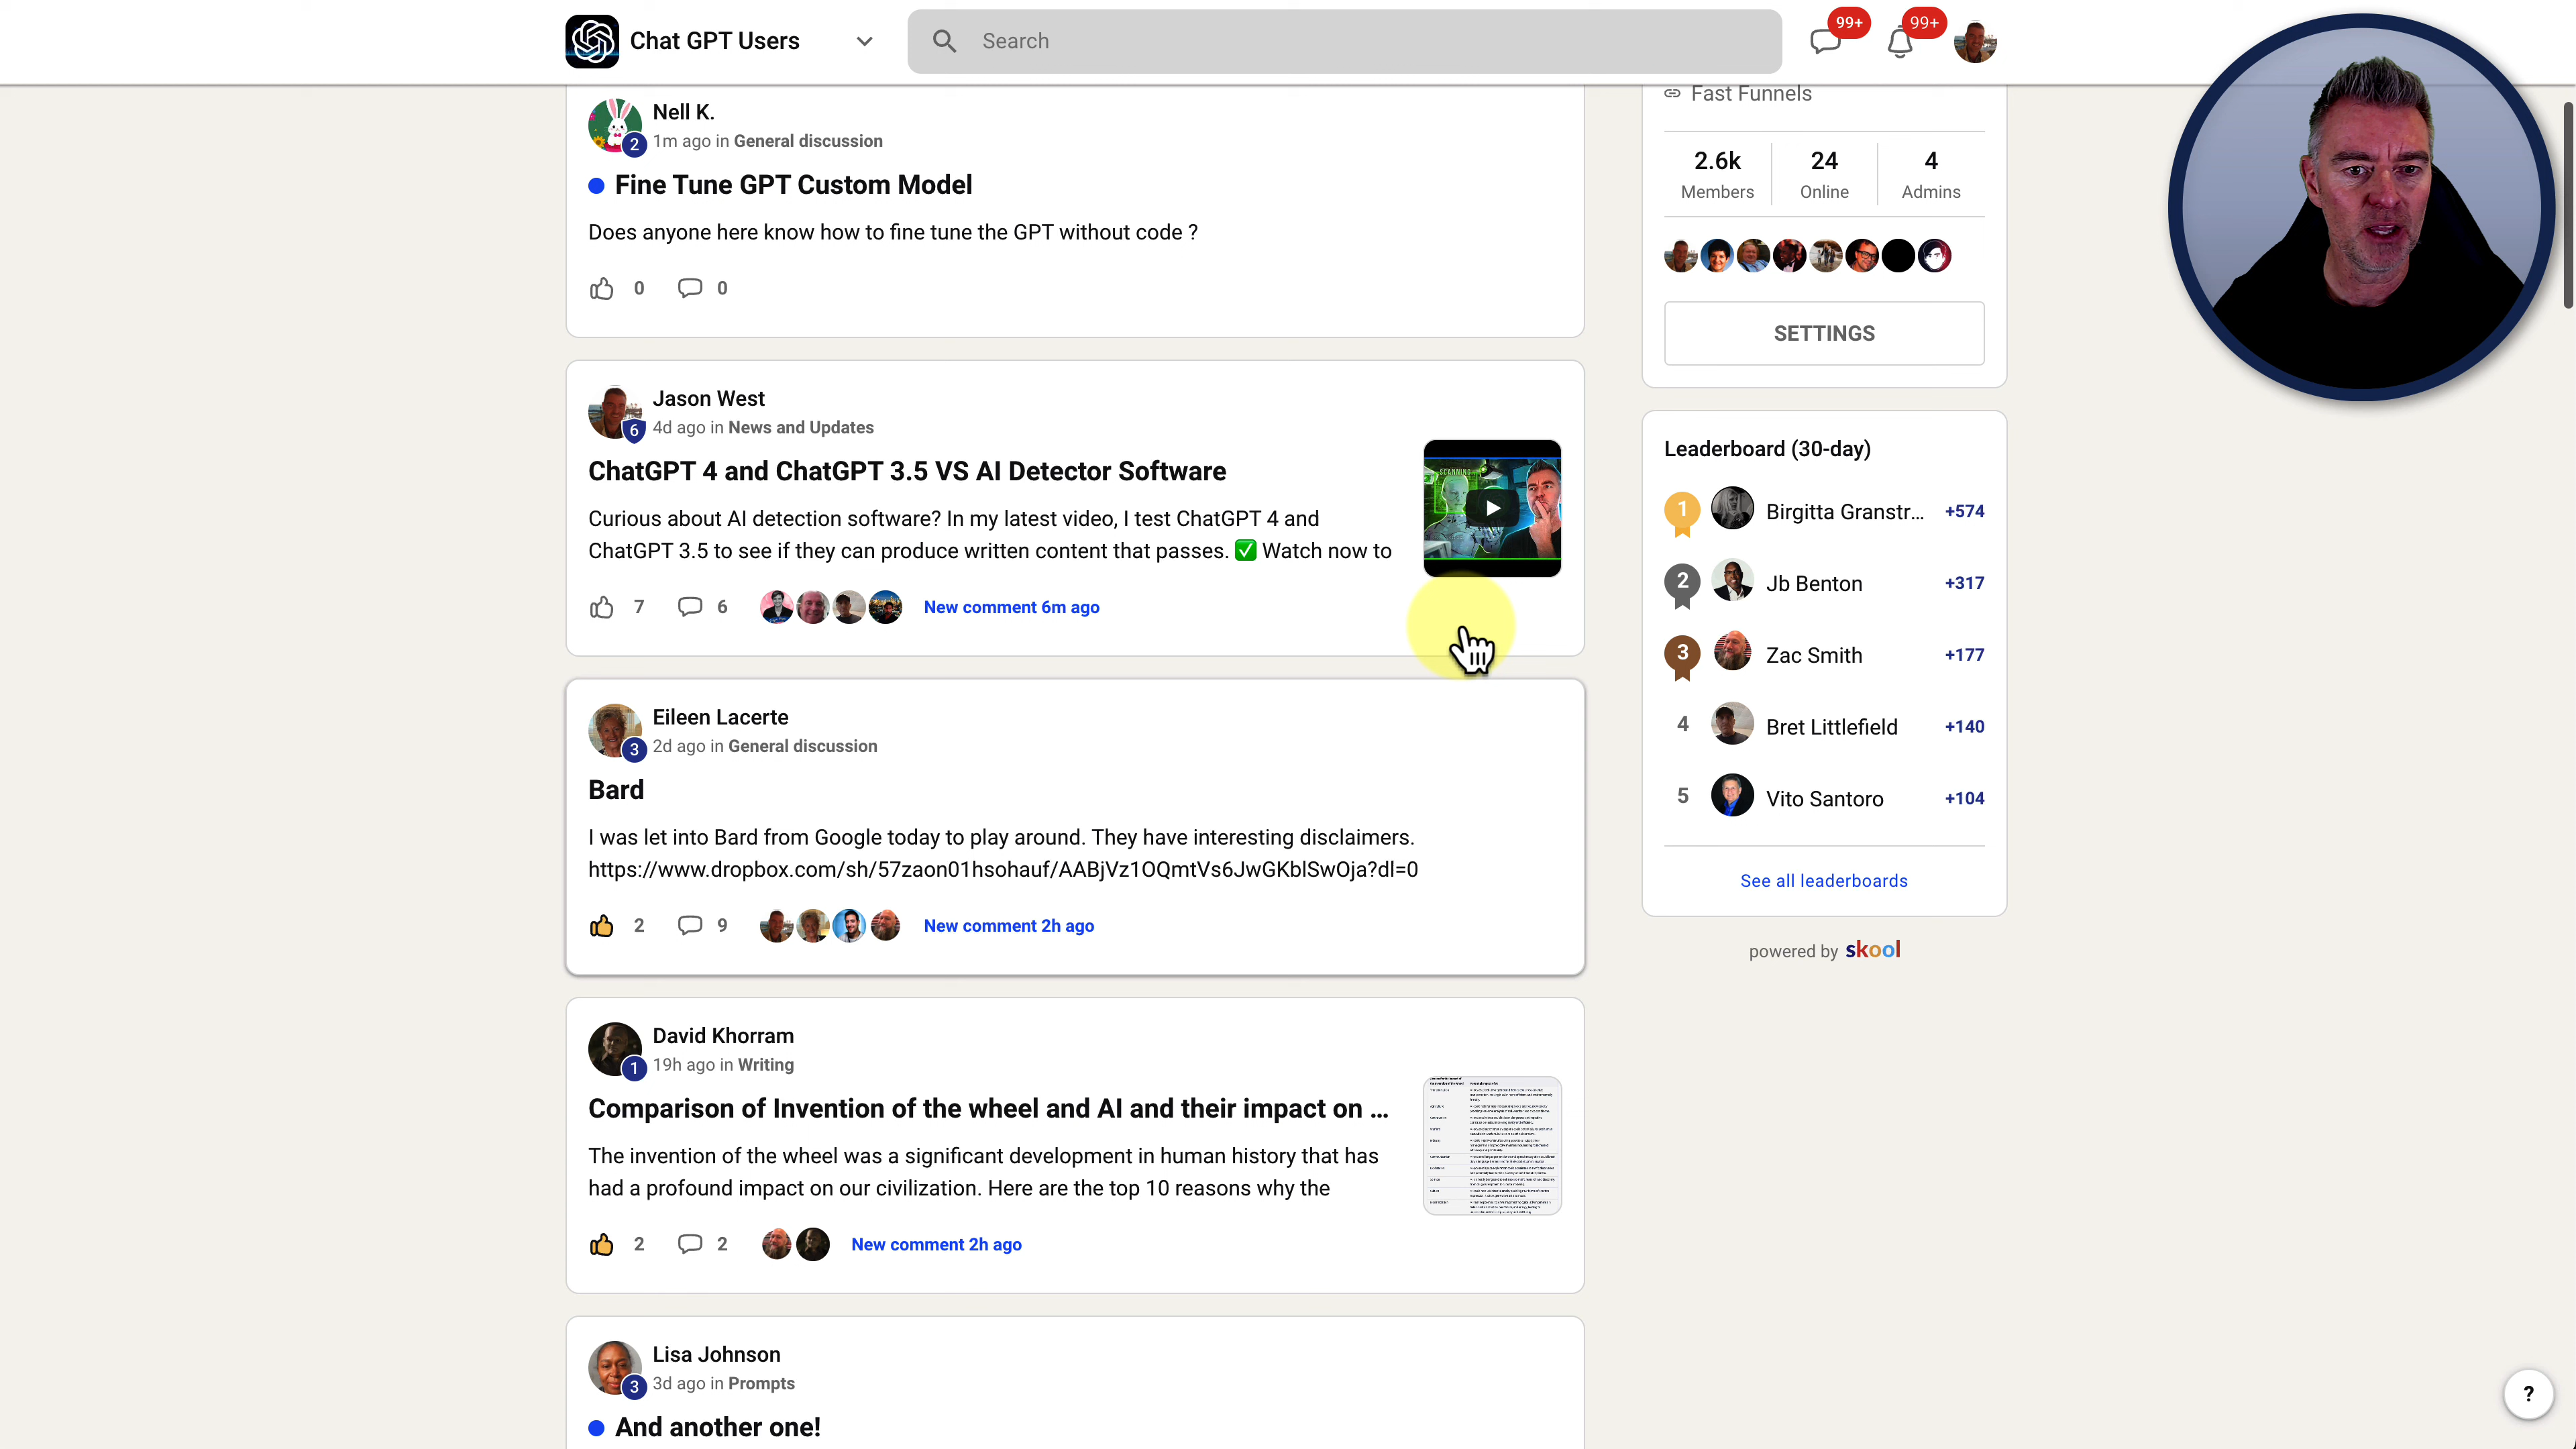 Chat GPT Users
Search
99+
99+
Nell K.
2
1m ago in General discussion
Fine Tune GPT Custom Model
Does anyone here know how to fine tune the GPT without code ?
0
0
Jason West
6
4d ago in News and Updates
ChatGPT 4 and ChatGPT 3.5 VS AI Detector Software
Curious about AI detection software? In my latest video, I test ChatGPT 4 and
ChatGPT 3.5 to see if they can produce written content that passes. ✅ Watch now to
SCANNING
7
6
New comment 6m ago
Eileen Lacerte
3
2d ago in General discussion
Bard
I was let into Bard from Google today to play around. They have interesting disclaimers.
https://www.dropbox.com/sh/57zaon01hsohauf/AABjVz1OQmtVs6JwGKblSwOja?dl=0
2
9
New comment 2h ago
David Khorram
1
19h ago in Writing
Comparison of Invention of the wheel and AI and their impact on ...
The invention of the wheel was a significant development in human history that has
had a profound impact on our civilization. Here are the top 10 reasons why the
2
2
New comment 2h ago
Lisa Johnson
3
3d ago in Prompts
And another one!
Fast Funnels
2.6k
Members
24
Online
4
Admins
SETTINGS
Leaderboard (30-day)
1 Birgitta Granstr... +574
2 Jb Benton +317
3 Zac Smith +177
4 Bret Littlefield +140
5 Vito Santoro +104
See all leaderboards
powered by skool
?